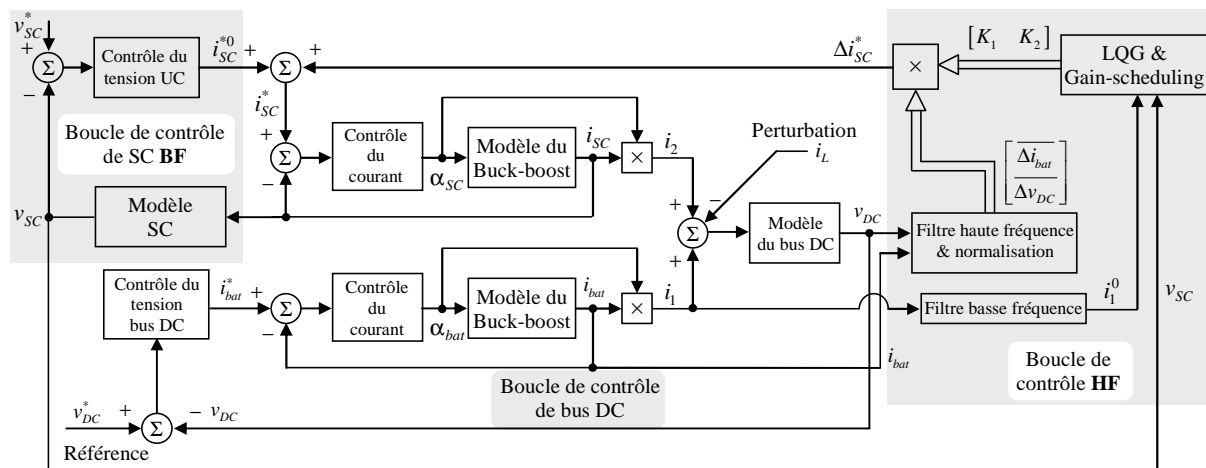 v*SC
+
Σ
−
Contrôle du
tension UC
i*0SC
+
Σ
+
Δi*SC
×
[K1 K2]
LQG &
Gain-scheduling
Boucle de contrôle
de SC BF
i*SC
+
Σ
−
Contrôle
du
courant
αSC
Modèle du
Buck-boost
iSC
×
i2
Perturbation
iL
Δibat
ΔvDC
vSC
Modèle
SC
+
−
Σ
+
Modèle
du bus DC
vDC
Filtre haute fréquence
& normalisation
Contrôle du
tension
bus DC
i*bat
+
Σ
−
Contrôle
du
courant
αbat
Modèle du
Buck-boost
ibat
×
i1
Filtre basse fréquence
i01
vSC
ibat
Boucle de contrôle
de bus DC
Boucle de
contrôle HF
v*DC
+
Σ
−
vDC
Référence